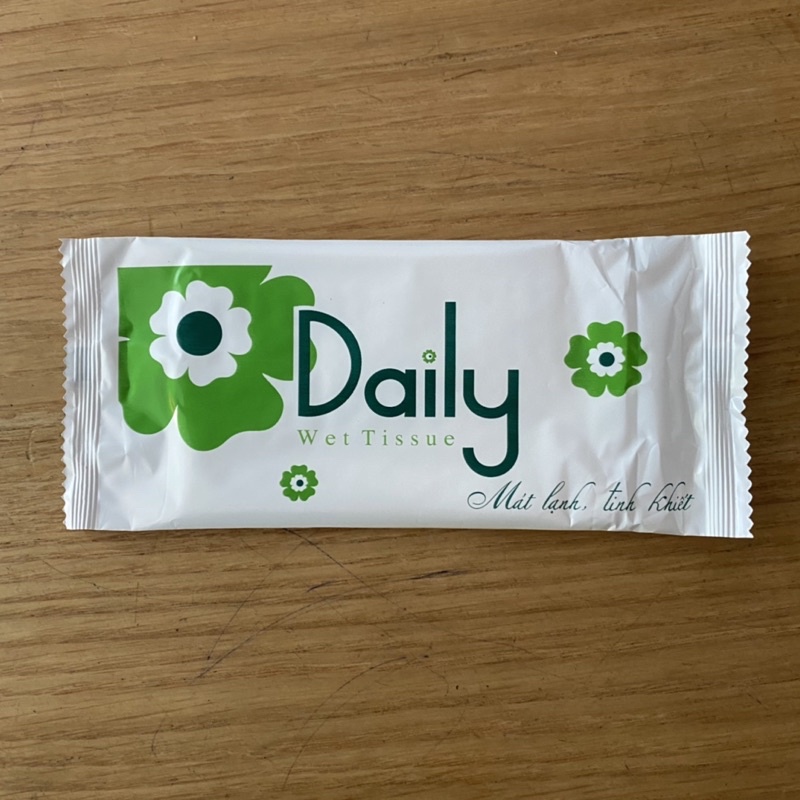 Daily
Wet Tissue
Mát lạnh, tinh khiết